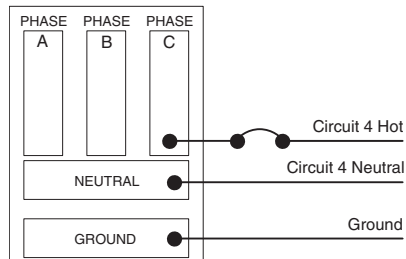 PHASE PHASE PHASE
A B C
Circuit 4 Hot
Circuit 4 Neutral
NEUTRAL
Ground
GROUND